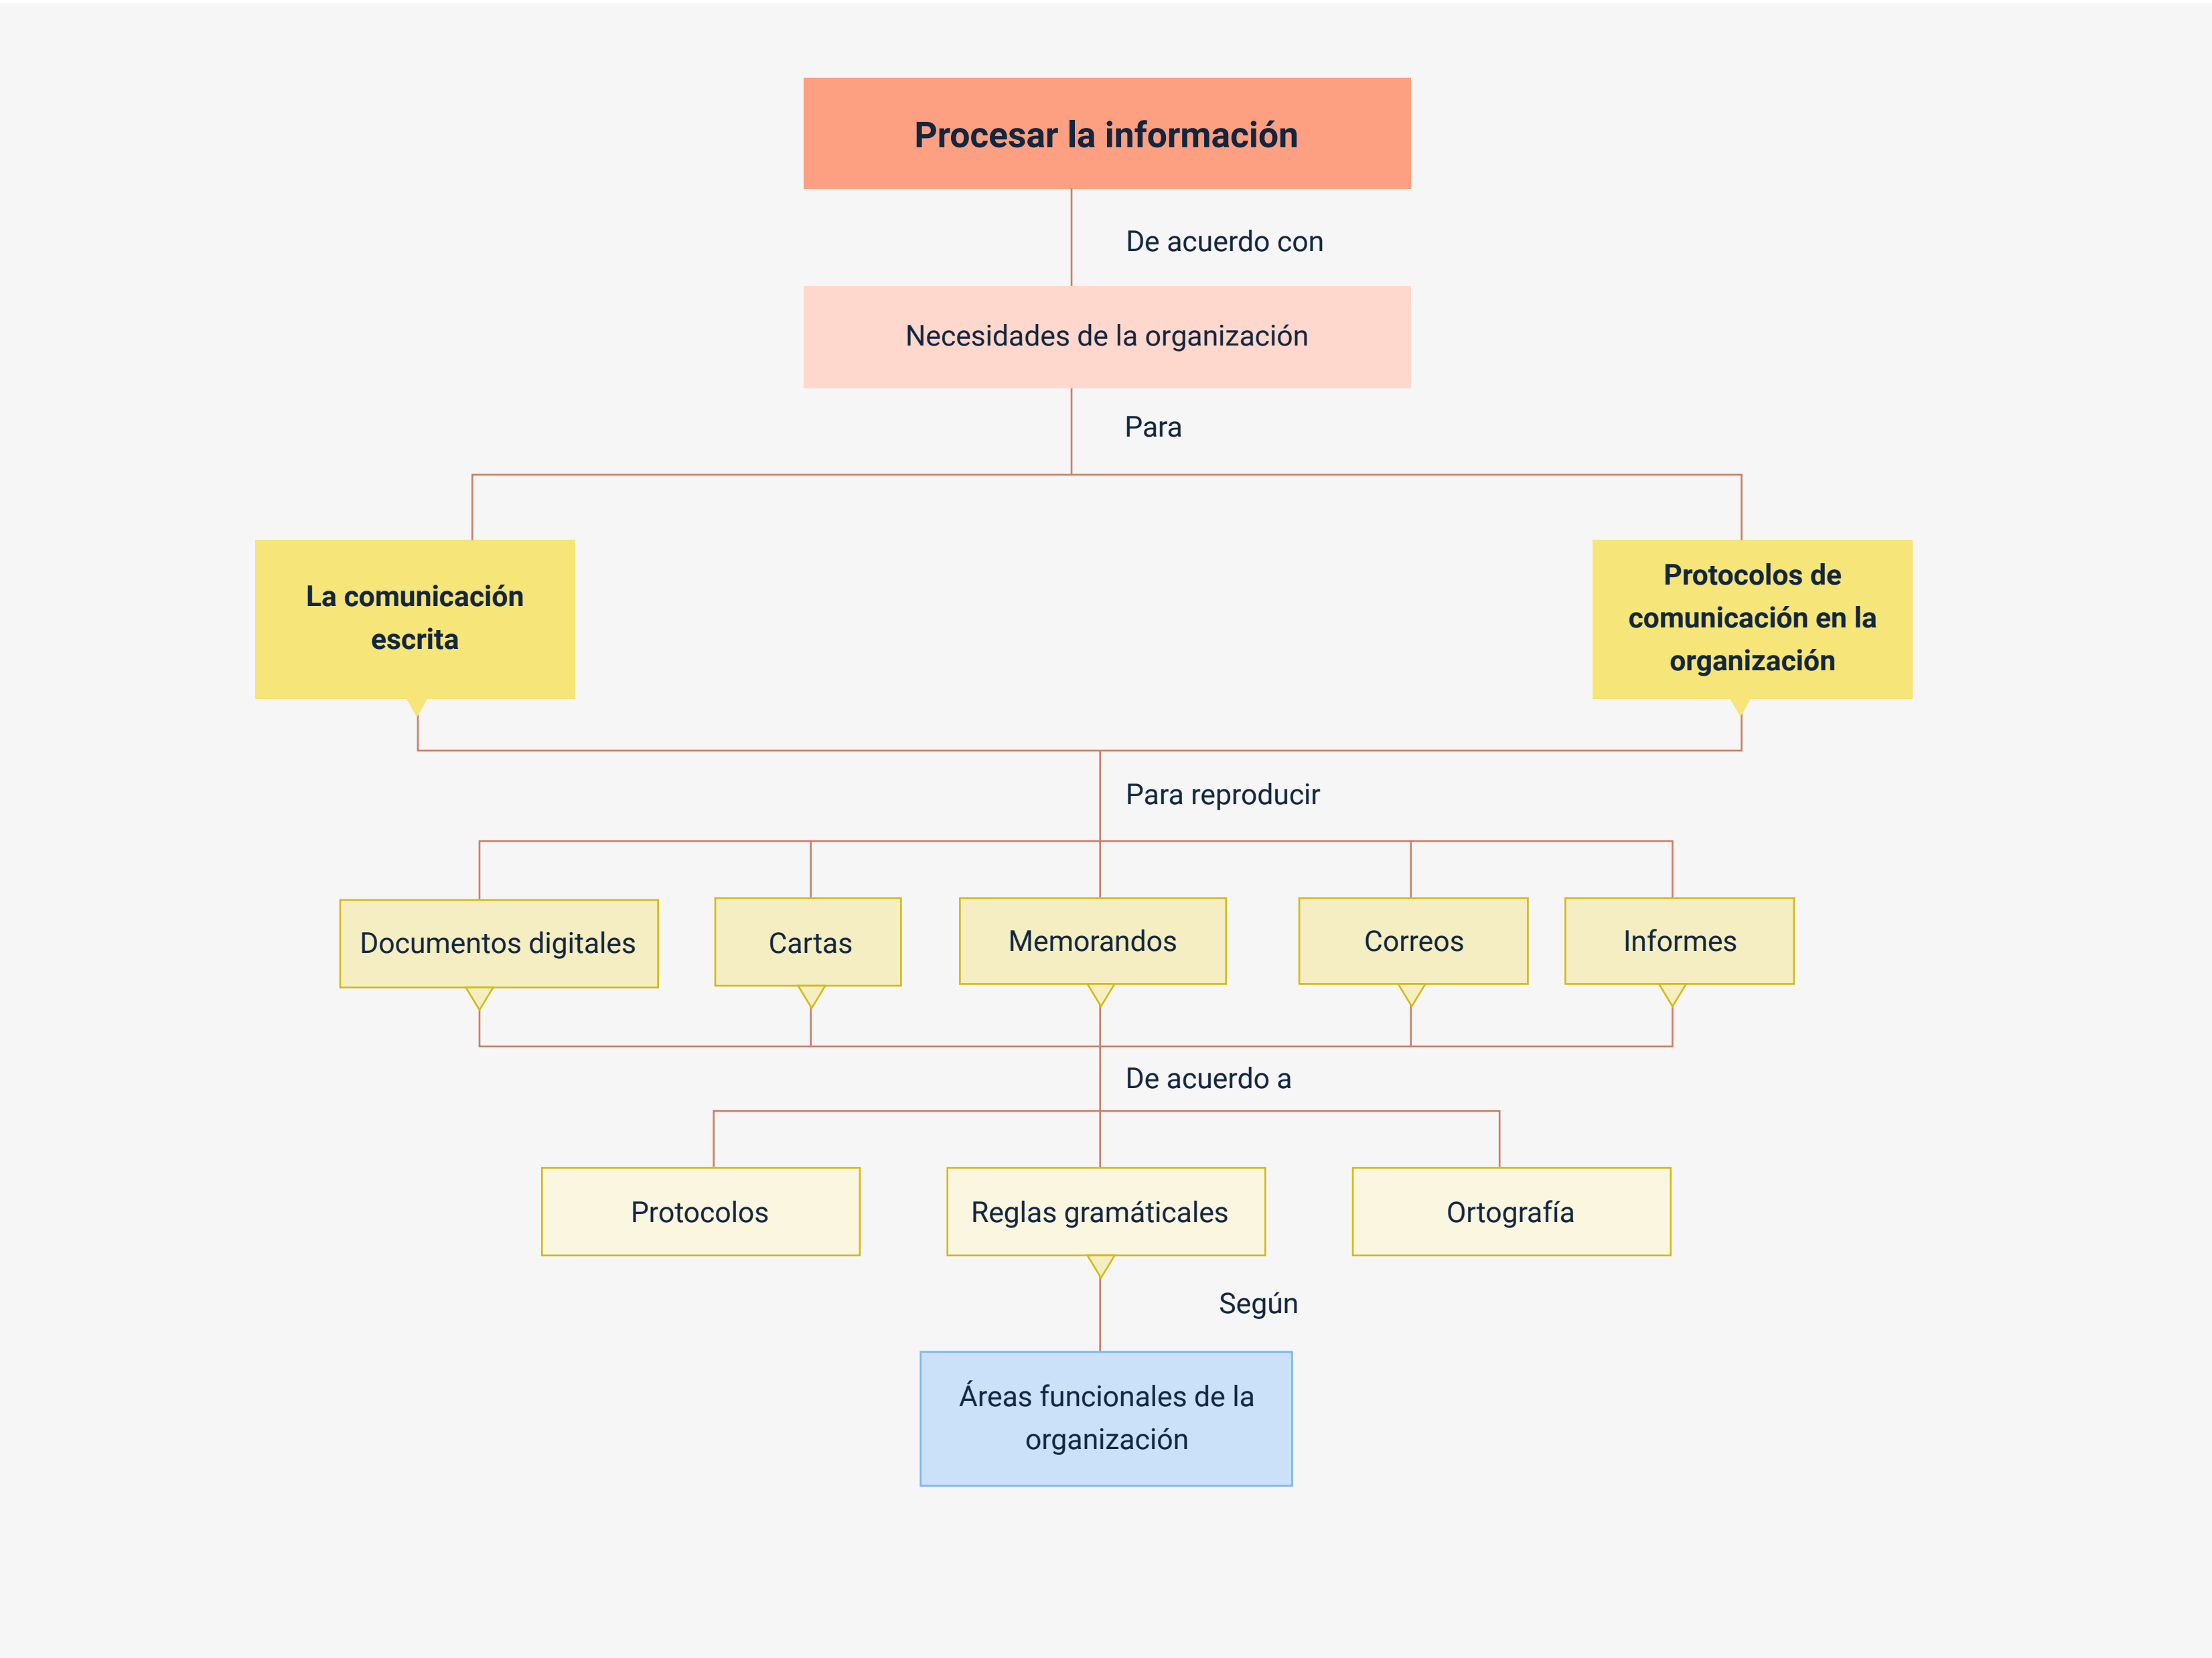 Procesar la información
De acuerdo con
Necesidades de la organización
Para
La comunicación
escrita
Protocolos de
comunicación en la
organización
Para reproducir
Documentos digitales
Cartas
Memorandos
Correos
Informes
De acuerdo a
Protocolos
Reglas gramáticales
Ortografía
Según
Áreas funcionales de la
organización